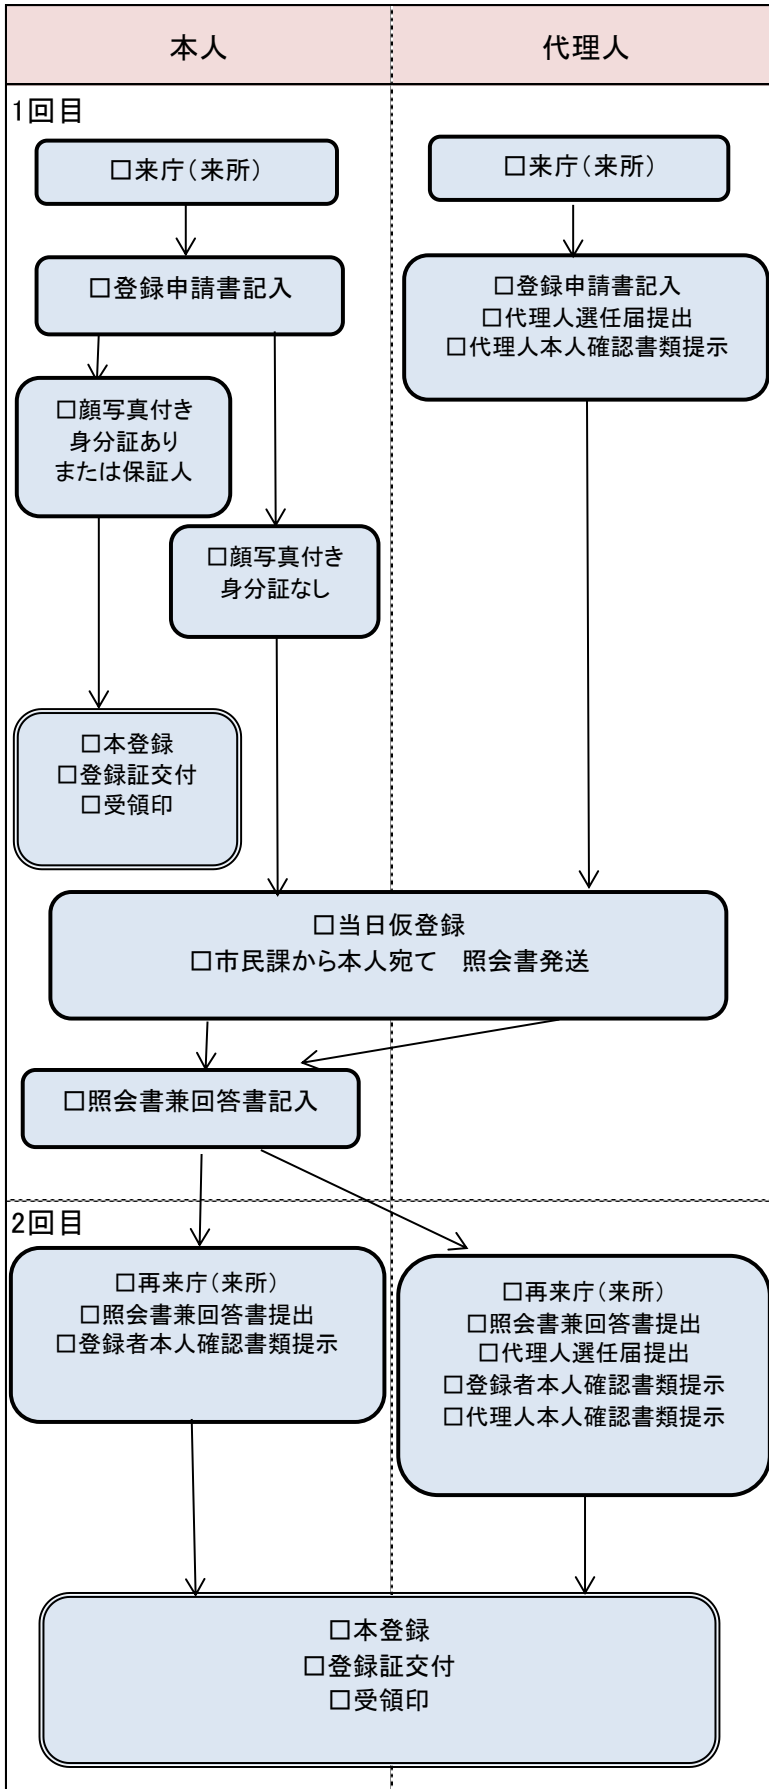 本人
代理人
1回目
□来庁(来所)
□来庁(来所)
□登録申請書記入
□登録申請書記入
□代理人選任届提出
□代理人本人確認書類提示
□顔写真付き
身分証あり
または保証人
□顔写真付き
身分証なし
□本登録
□登録証交付
□受領印
□当日仮登録
□市民課から本人宛て　照会書発送
□照会書兼回答書記入
2回目
□再来庁(来所)
□照会書兼回答書提出
□登録者本人確認書類提示
□再来庁(来所)
□照会書兼回答書提出
□代理人選任届提出
□登録者本人確認書類提示
□代理人本人確認書類提示
□本登録
□登録証交付
□受領印